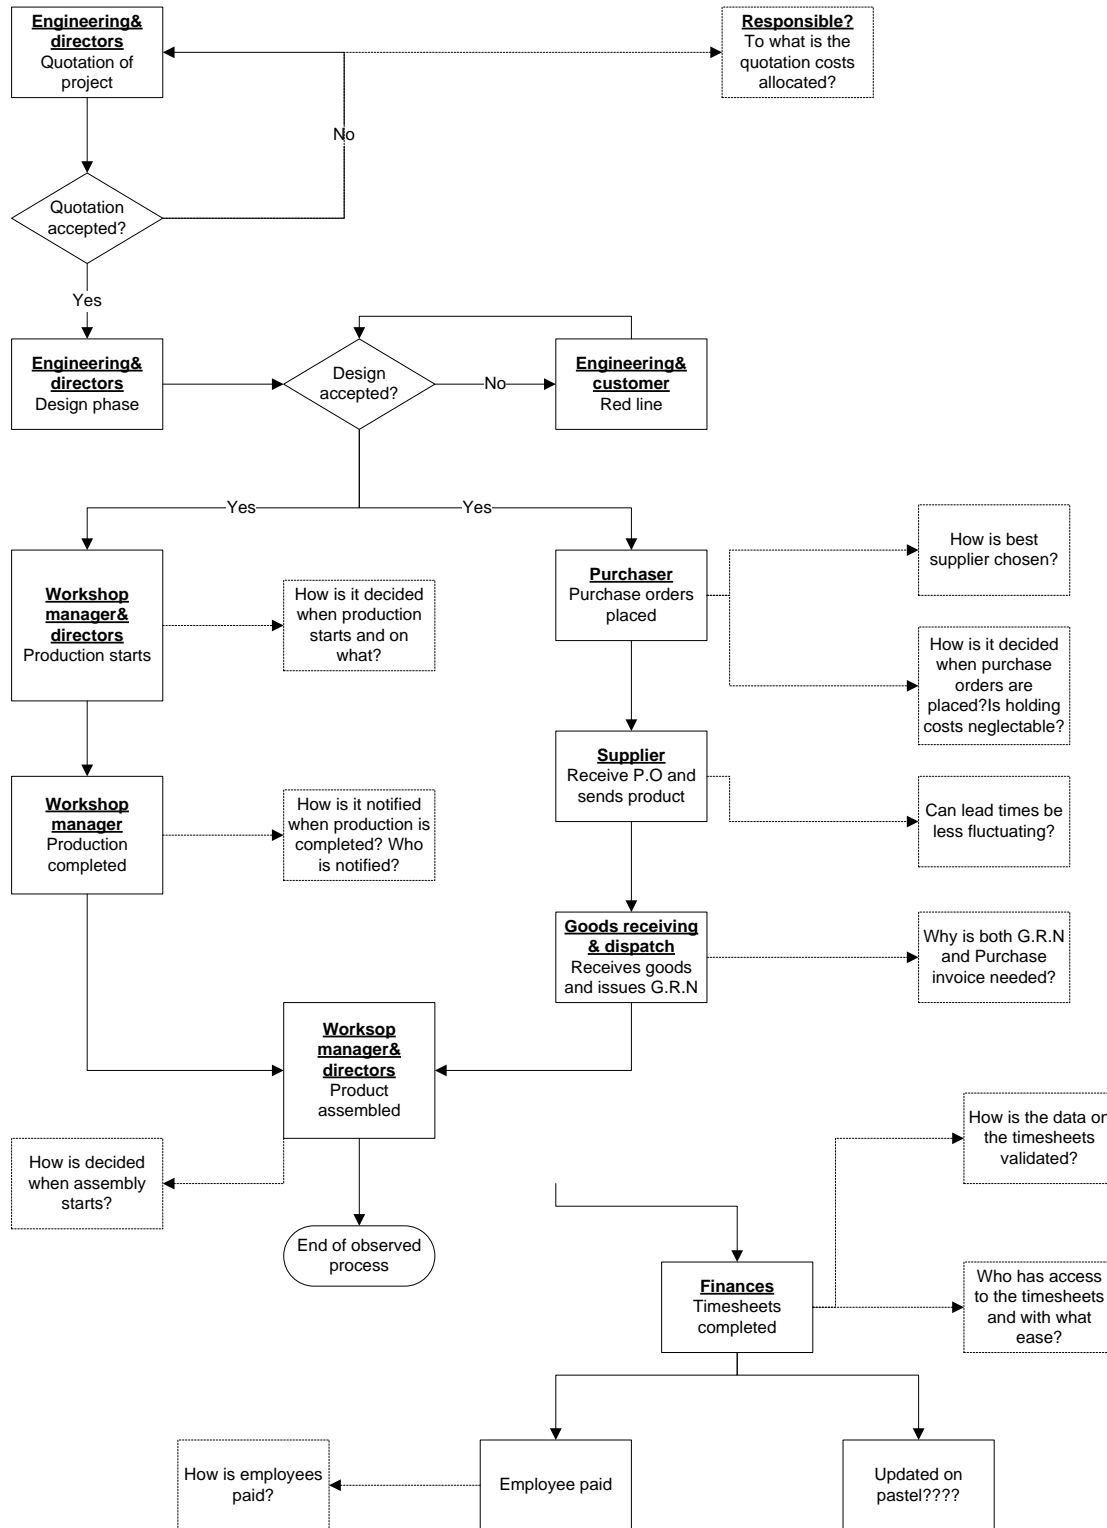 Engineering&
directors
Quotation of
project
Responsible?
To what is the
quotation costs
allocated?
No
Quotation
accepted?
Yes
Engineering&
directors
Design phase
Design
accepted?
No
Engineering&
customer
Red line
Yes
Yes
Workshop
manager&
directors
Production starts
How is it decided
when production
starts and on
what?
Purchaser
Purchase orders
placed
How is best
supplier chosen?
How is it decided
when purchase
orders are
placed?Is holding
costs neglectable?
Workshop
manager
Production
completed
How is it notified
when production is
completed? Who
is notified?
Supplier
Receive P.O and
sends product
Can lead times be
less fluctuating?
Goods receiving
& dispatch
Receives goods
and issues G.R.N
Why is both G.R.N
and Purchase
invoice needed?
Worksop
manager&
directors
Product
assembled
How is decided
when assembly
starts?
End of observed
process
How is the data on
the timesheets
validated?
Finances
Timesheets
completed
Who has access
to the timesheets
and with what
ease?
How is employees
paid?
Employee paid
Updated on
pastel????